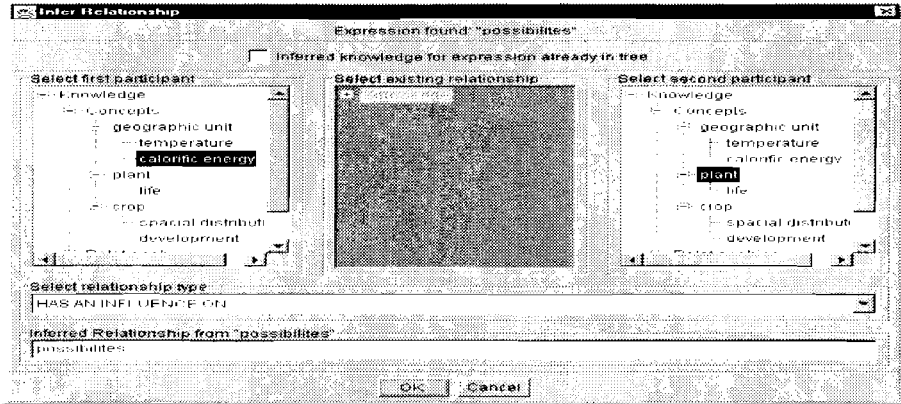 Infer Relationship
Expression found "possibilites"
Inferred knowledge for expression already in tree
Select first participant
Knowledge
Concepts
geographic unit
temperature
calorific energy
plant
life
crop
spacial distributi
development
Select existing relationship
Select second participant
Knowledge
Concepts
geographic unit
temperature
calorific energy
plant
life
crop
spacial distributi
development
Select relationship type
HAS AN INFLUENCE ON
Inferred Relationship from "possibilites"
possibilites
OK Cancel